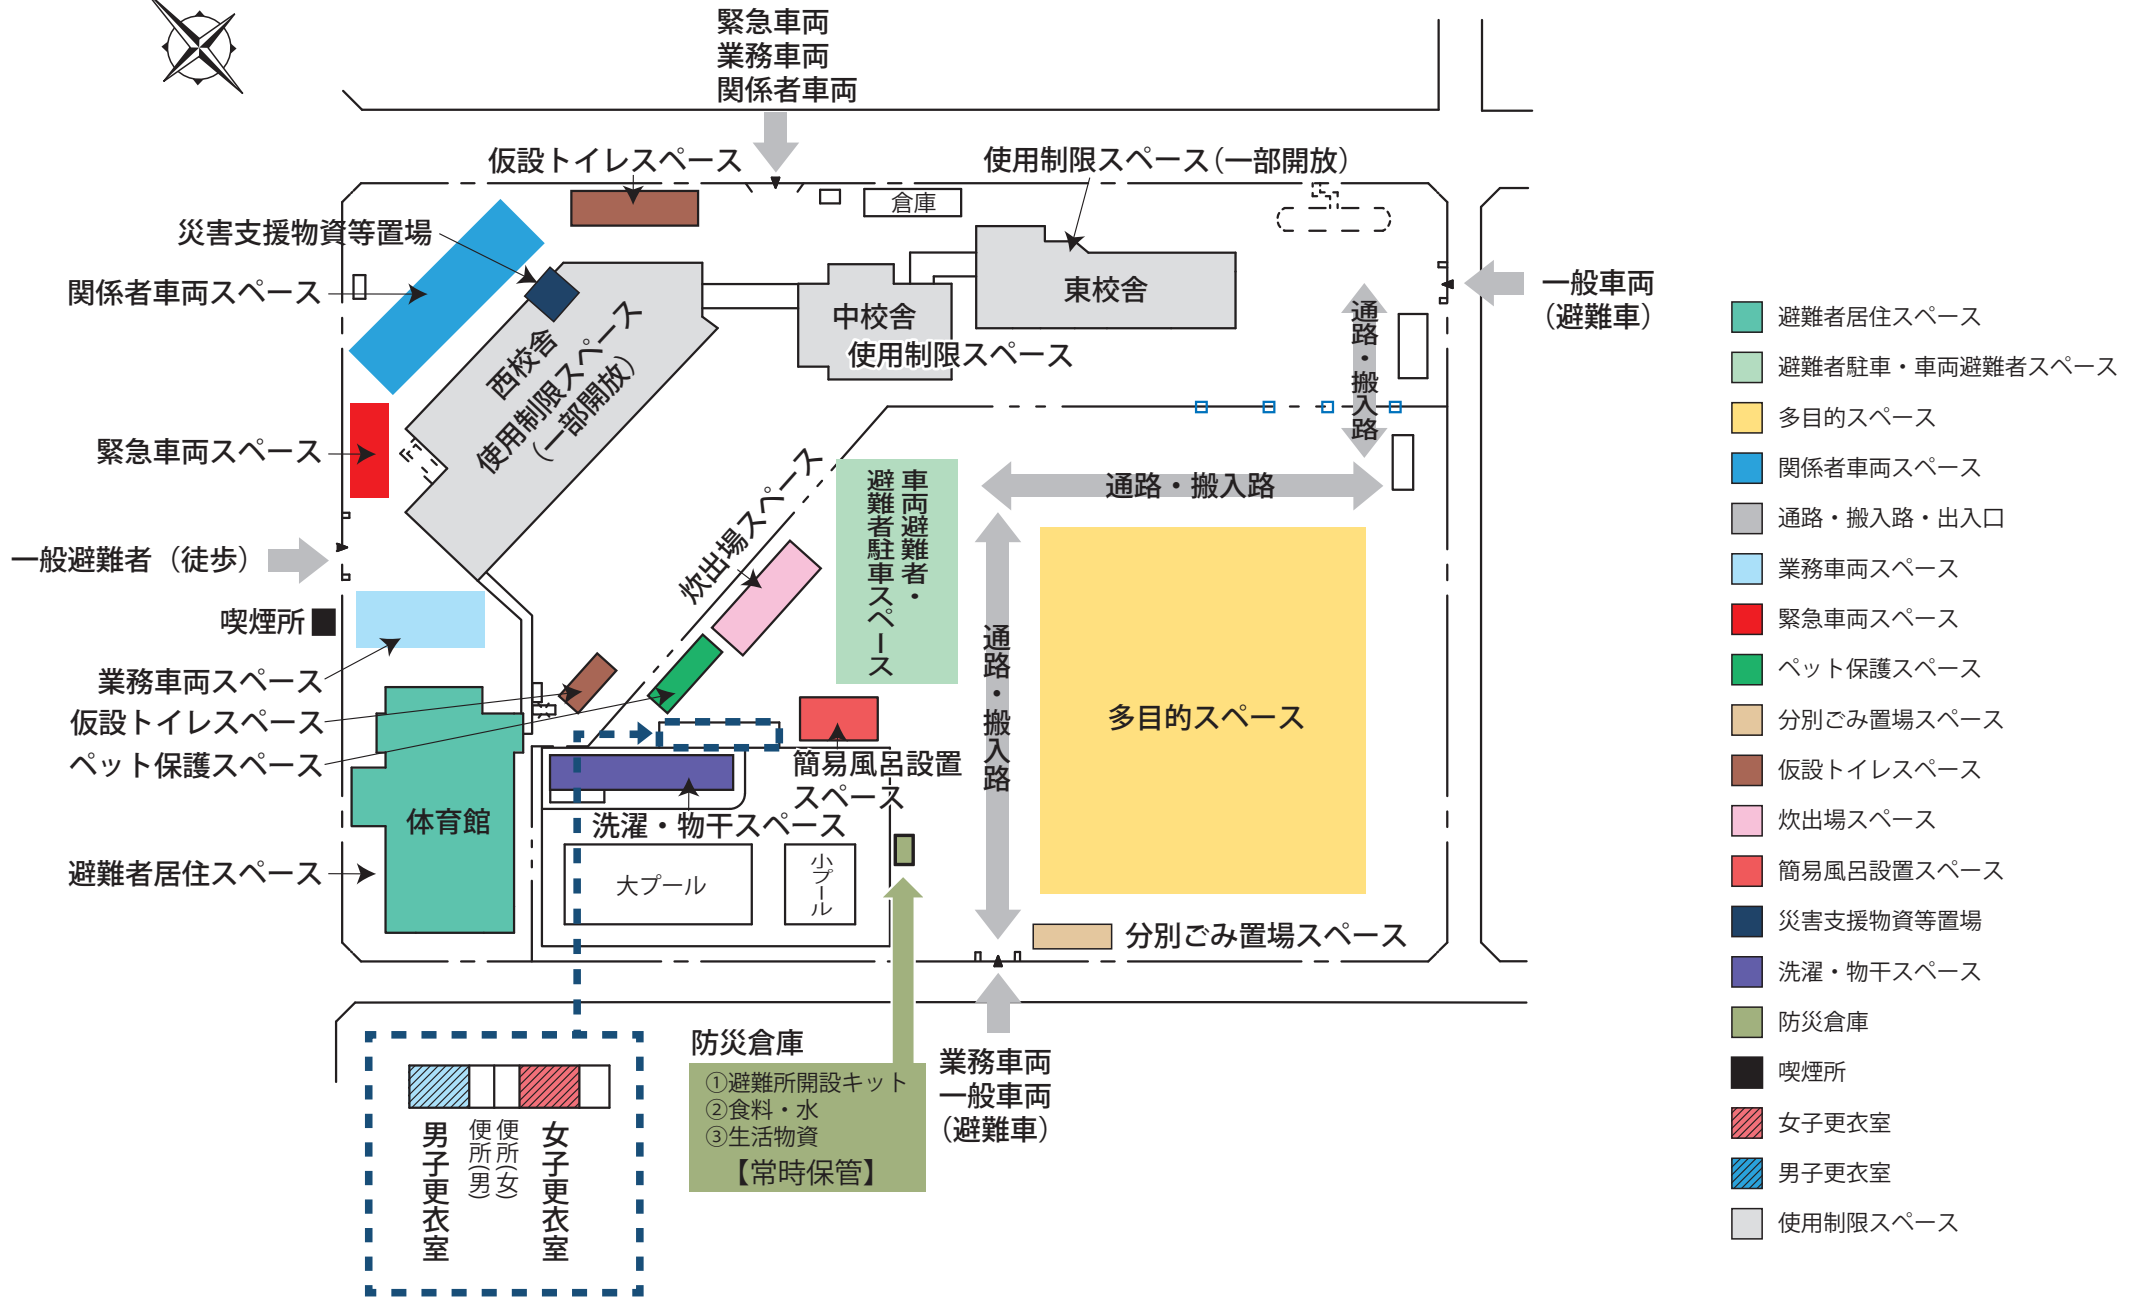 緊急車両
業務車両
関係者車両
仮設トイレスペース
使用制限スペース（一部開放）
倉庫
災害支援物資等置場
関係者車両スペース
東校舎
一般車両
（避難車）
中校舎
使用制限スペース
西校舎
使用制限スペース
（一部開放）
通路・搬入路
緊急車両スペース
炊出場スペース
車両避難者・
避難者駐車スペース
通路・搬入路
一般避難者（徒歩）
喫煙所
業務車両スペース
仮設トイレスペース
ペット保護スペース
通路・搬入路
多目的スペース
簡易風呂設置
スペース
洗濯・物干スペース
体育館
避難者居住スペース
大プール
小プール
分別ごみ置場スペース
防災倉庫
①避難所開設キット
②食料・水
③生活物資
【常時保管】
業務車両
一般車両
（避難車）
男子更衣室
便所(男)
便所(女)
女子更衣室
避難者居住スペース
避難者駐車・車両避難者スペース
多目的スペース
関係者車両スペース
通路・搬入路・出入口
業務車両スペース
緊急車両スペース
ペット保護スペース
分別ごみ置場スペース
仮設トイレスペース
炊出場スペース
簡易風呂設置スペース
災害支援物資等置場
洗濯・物干スペース
防災倉庫
喫煙所
女子更衣室
男子更衣室
使用制限スペース